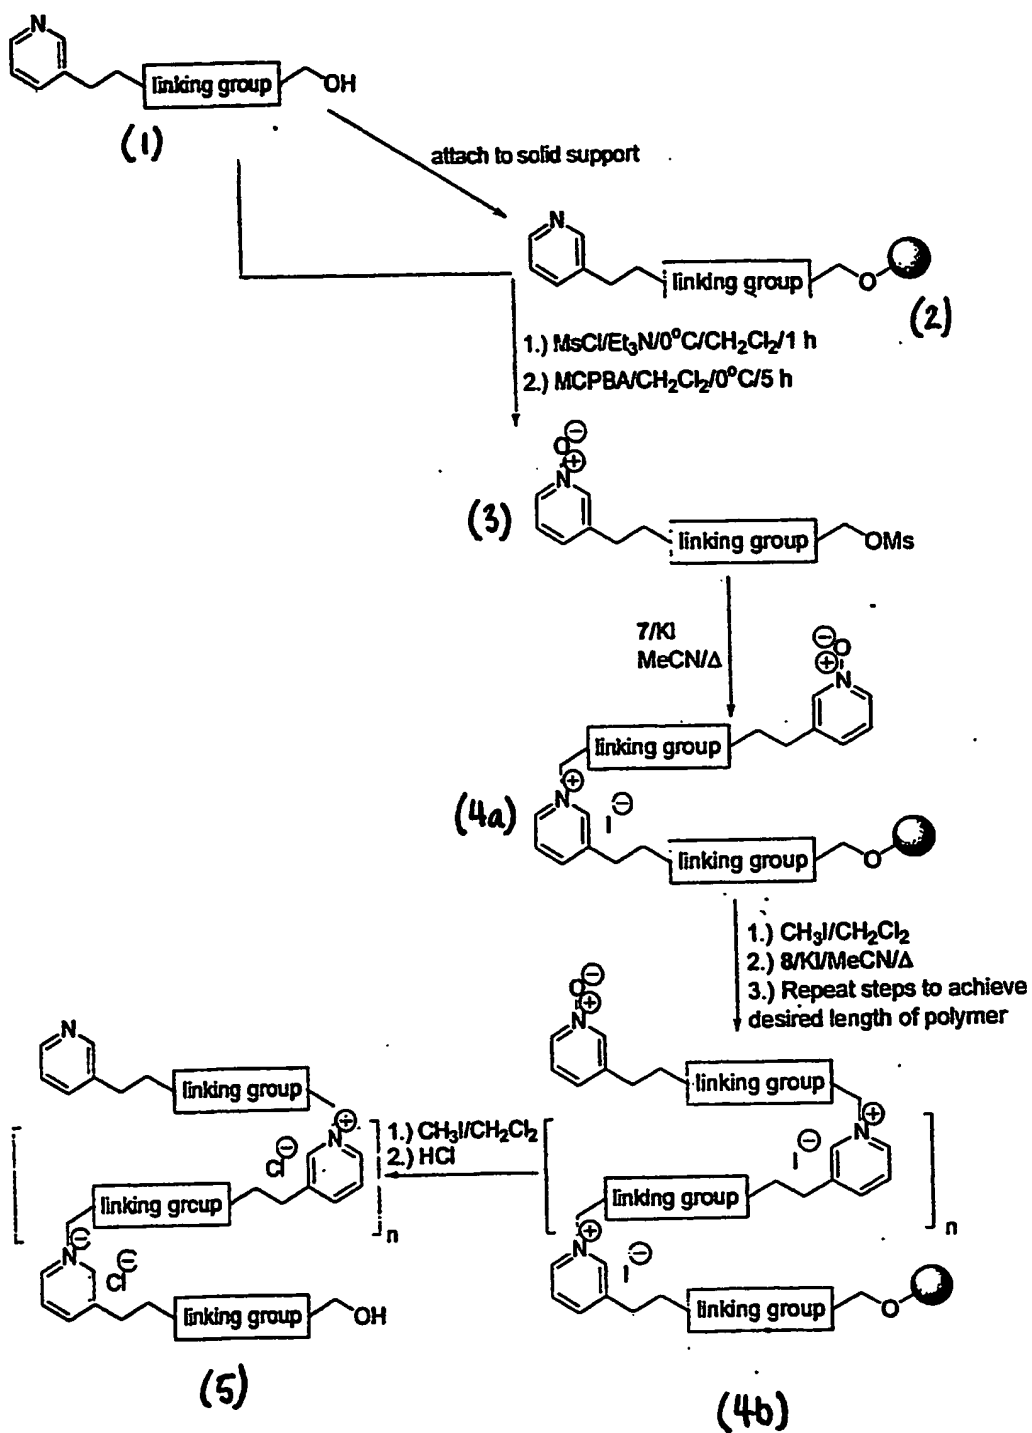 N
linking group
OH
(1)
attach to solid support
N
linking group
O
(2)
1.) MsCl/Et3N/0°C/CH2Cl2/1 h
2.) MCPBA/CH2Cl2/0°C/5 h
O
N
(3)
linking group
OMs
7/KI
MeCN/Δ
O
N
linking group
N
I
(4a)
linking group
O
1.) CH3I/CH2Cl2
2.) 8/KI/MeCN/Δ
3.) Repeat steps to achieve
desired length of polymer
O
N
N
linking group
linking group
N
Cl
1.) CH3I/CH2Cl2
2.) HCl
N
I
linking grcup
n
linking group
n
N
Cl
N
I
linking group
OH
linking group
O
(5)
(4b)